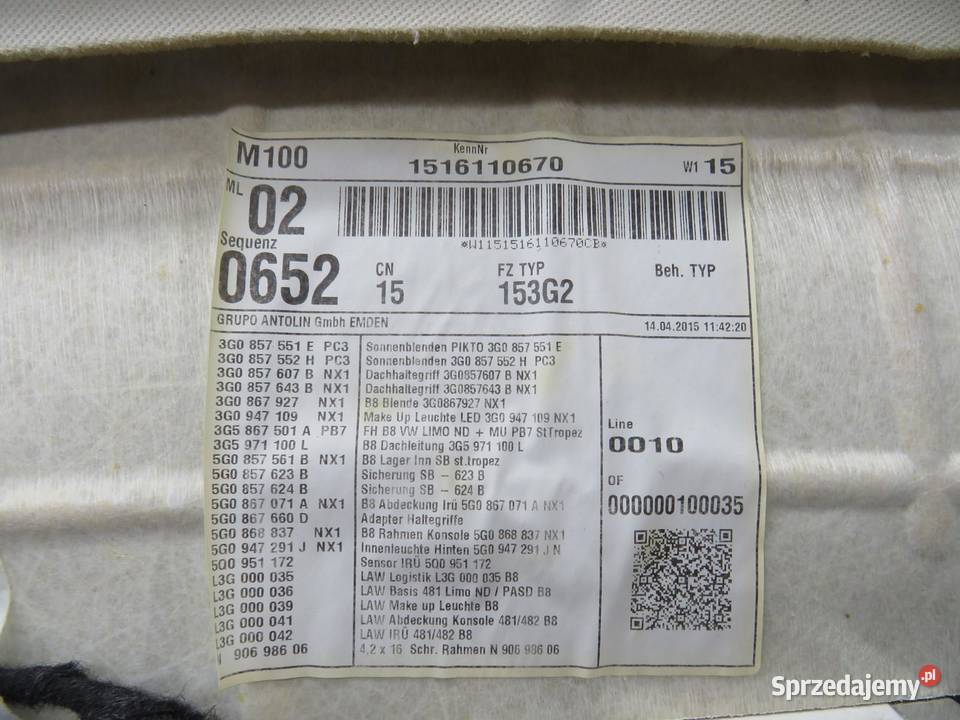 M100
KennNr
1516110670
W1 15
ML
02
*W1151516110670CB*
Sequenz
0652
CN
15
FZ TYP
153G2
Beh. TYP
GRUPO ANTOLIN Gmbh EMDEN
14.04.2015 11:42:20
3G0 857 551 E PC3 Sonnenblenden PIKTO 3G0 857 551 E
3G0 857 552 H PC3 Sonnenblenden 3G0 857 552 H PC3
3G0 857 607 B NX1 Dachhaltegriff 3G0857607 B NX1
3G0 857 643 B NX1 Dachhaltegriff 3G0857643 B NX1
3G0 867 927 NX1 B8 Blende 3G0867927 NX1
3G0 947 109 NX1 Make Up Leuchte LED 3G0 947 109 NX1
3G5 867 501 A PB7 FH B8 VW LIMO ND + MU PB7 StTropez
3G5 971 100 L B8 Dachleitung 3G5 971 100 L
5G0 857 561 B NX1 B8 Lager Inn SB st.tropez
5G0 857 623 B Sicherung SB - 623 B
5G0 857 624 B Sicherung SB - 624 B
5G0 867 071 A NX1 B8 Abdeckung Irü 5G0 867 071 A NX1
5G0 867 660 D Adapter Haltegriffe
5G0 868 837 NX1 B8 Rahmen Konsole 5G0 868 837 NX1
5G0 947 291 J NX1 Innenleuchte Hinten 5G0 947 291 J N
5Q0 951 172 Sensor IRÜ 5Q0 951 172
L3G 000 035 LAW Logistik L3G 000 035 B8
L3G 000 036 LAW Basis 481 Limo ND / PASD B8
L3G 000 039 LAW Make up Leuchte B8
L3G 000 041 LAW Abdeckung Konsole 481/482 B8
L3G 000 042 LAW IRÜ 481/482 B8
N 906 986 06 4,2 x 16 Schr. Rahmen N 906 986 06
Line
0010
OF
000000100035
Sprzedajemy.pl